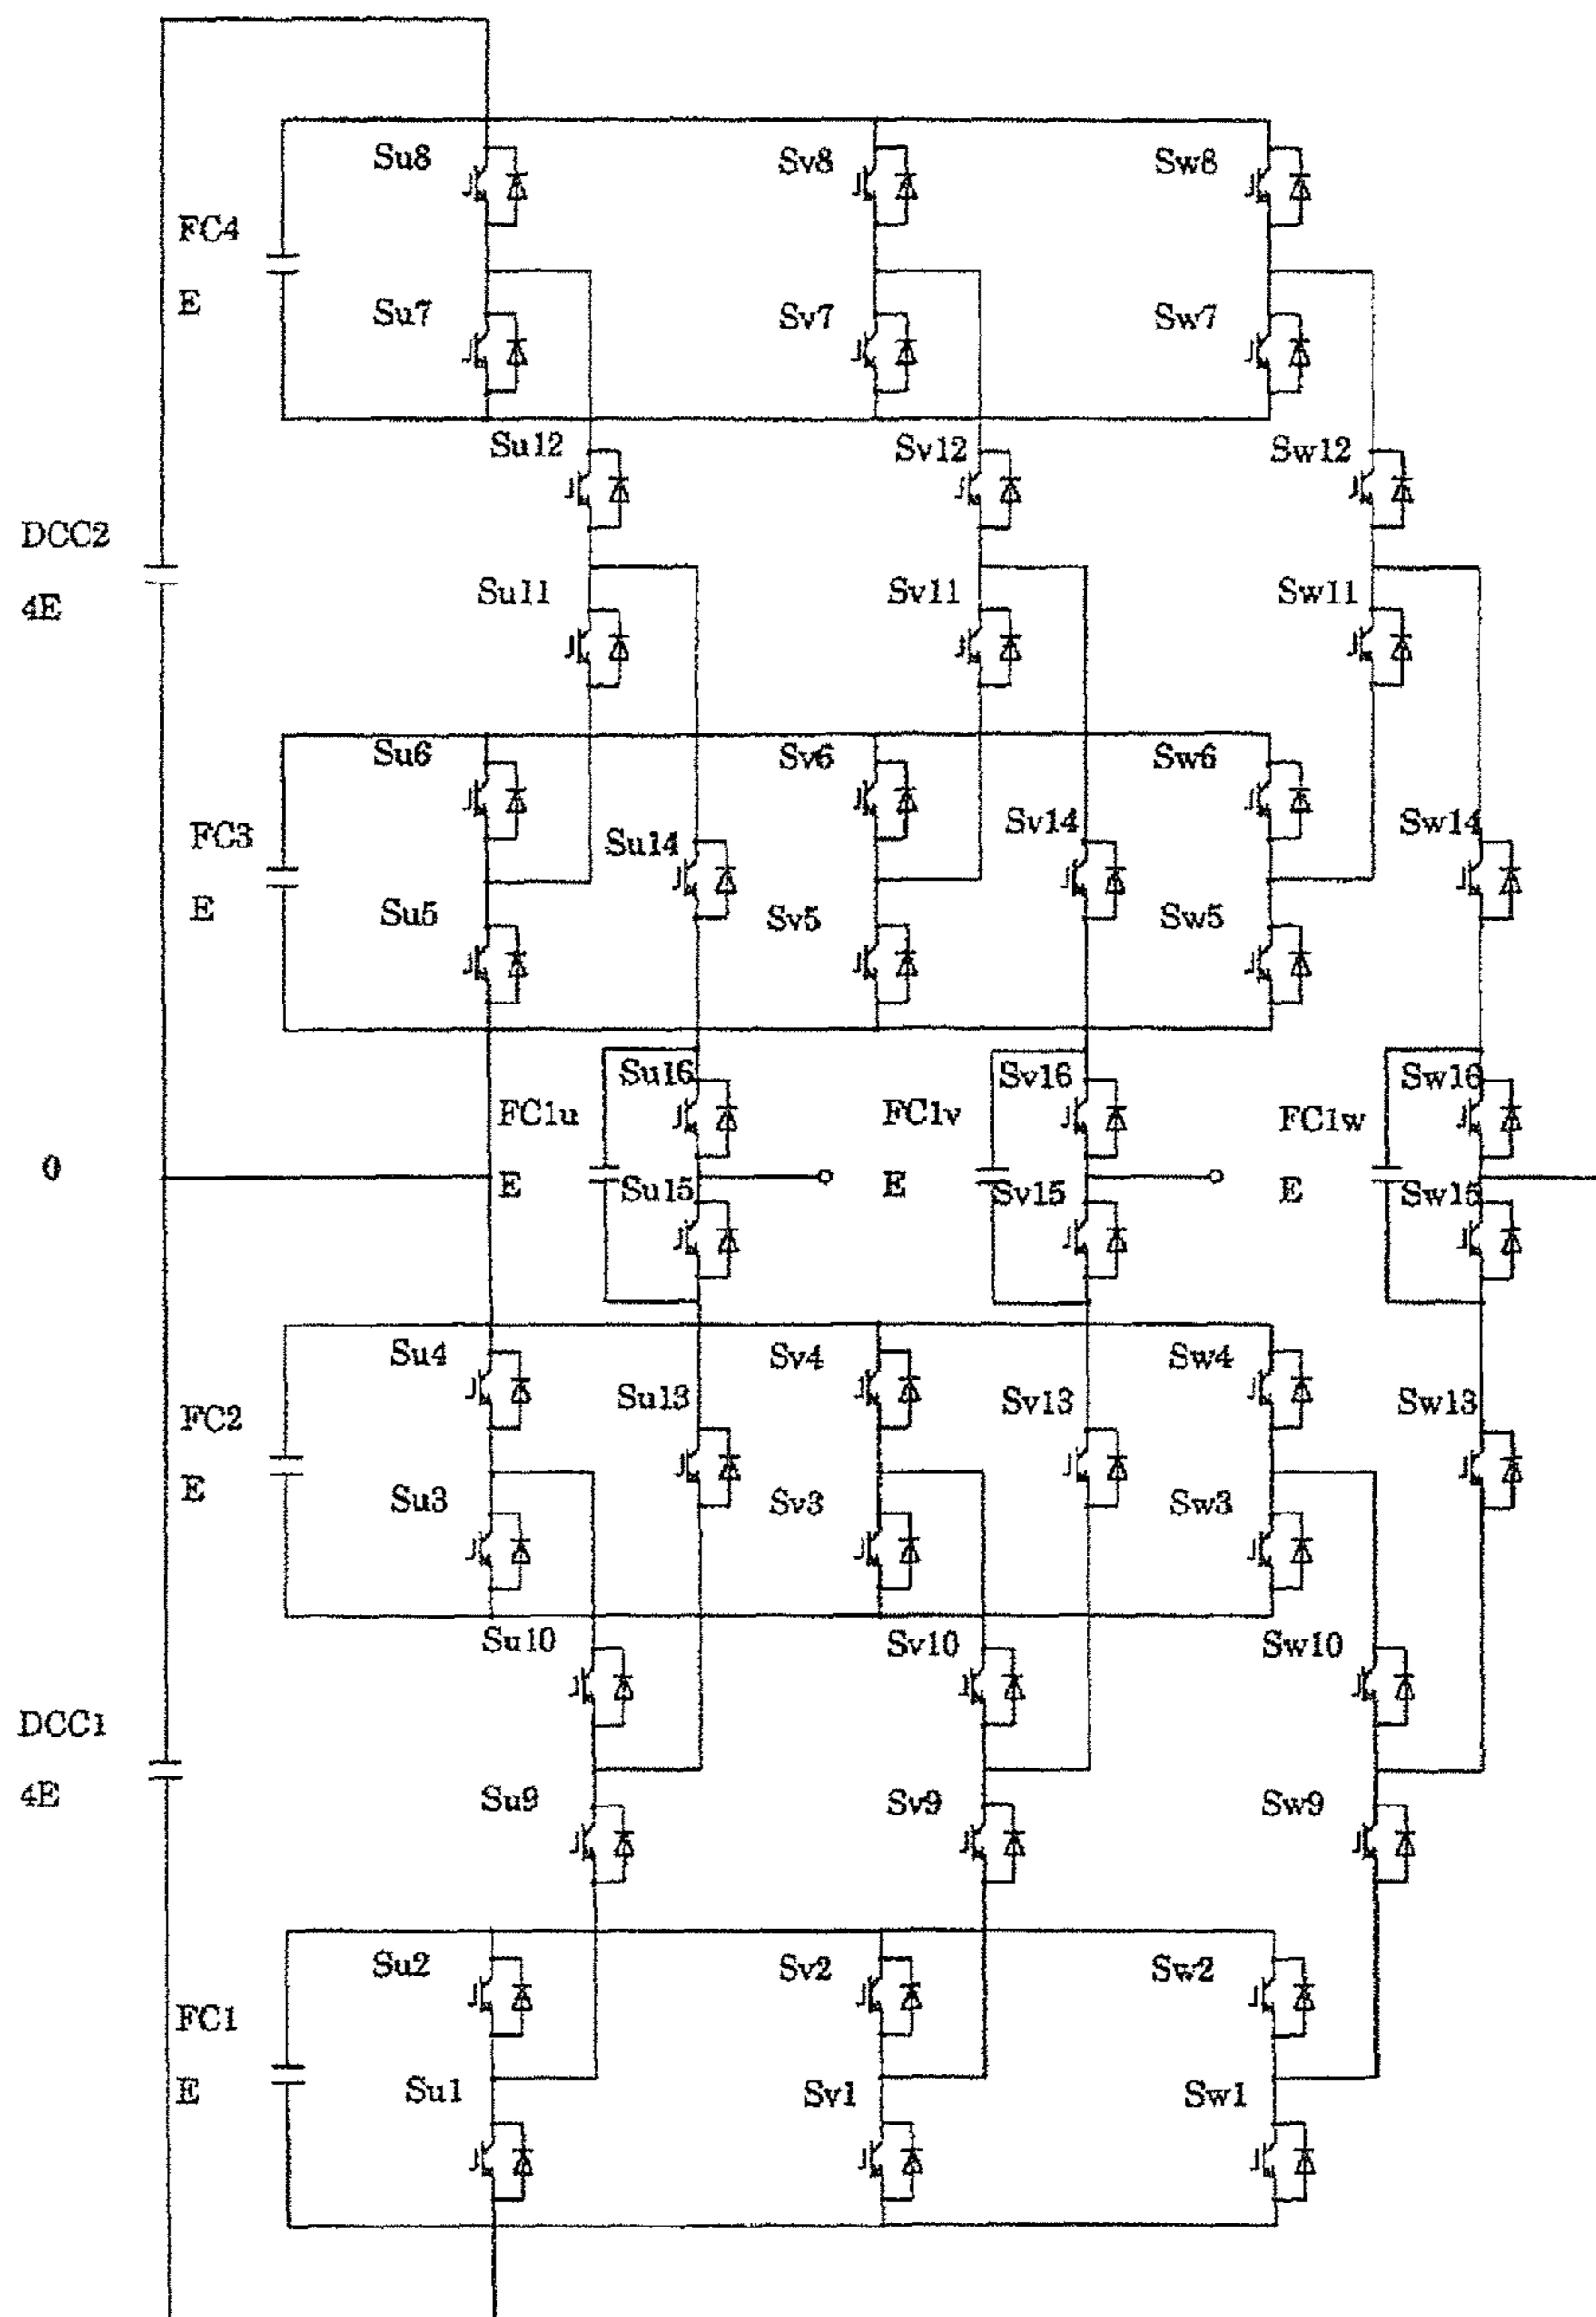 Su8
Sv8
Sw8
FC4
E
Su7
Sv7
Sw7
Su12
Sv12
Sw12
DCC2
4E
Su11
Sv11
Sw11
Su6
Sv6
Sw6
FC3
E
Su14
Sv14
Sw14
Su5
Sv5
Sw5
Su16
Sv16
Sw16
FC1u
FC1v
FC1w
0
E
Su15
E
Sv15
E
Sw15
Su4
Sv4
Sw4
Su13
Sv13
Sw13
FC2
E
Su3
Sv3
Sw3
Su10
Sv10
Sw10
DCC1
4E
Su9
Sv9
Sw9
Su2
Sv2
Sw2
FC1
E
Su1
Sv1
Sw1